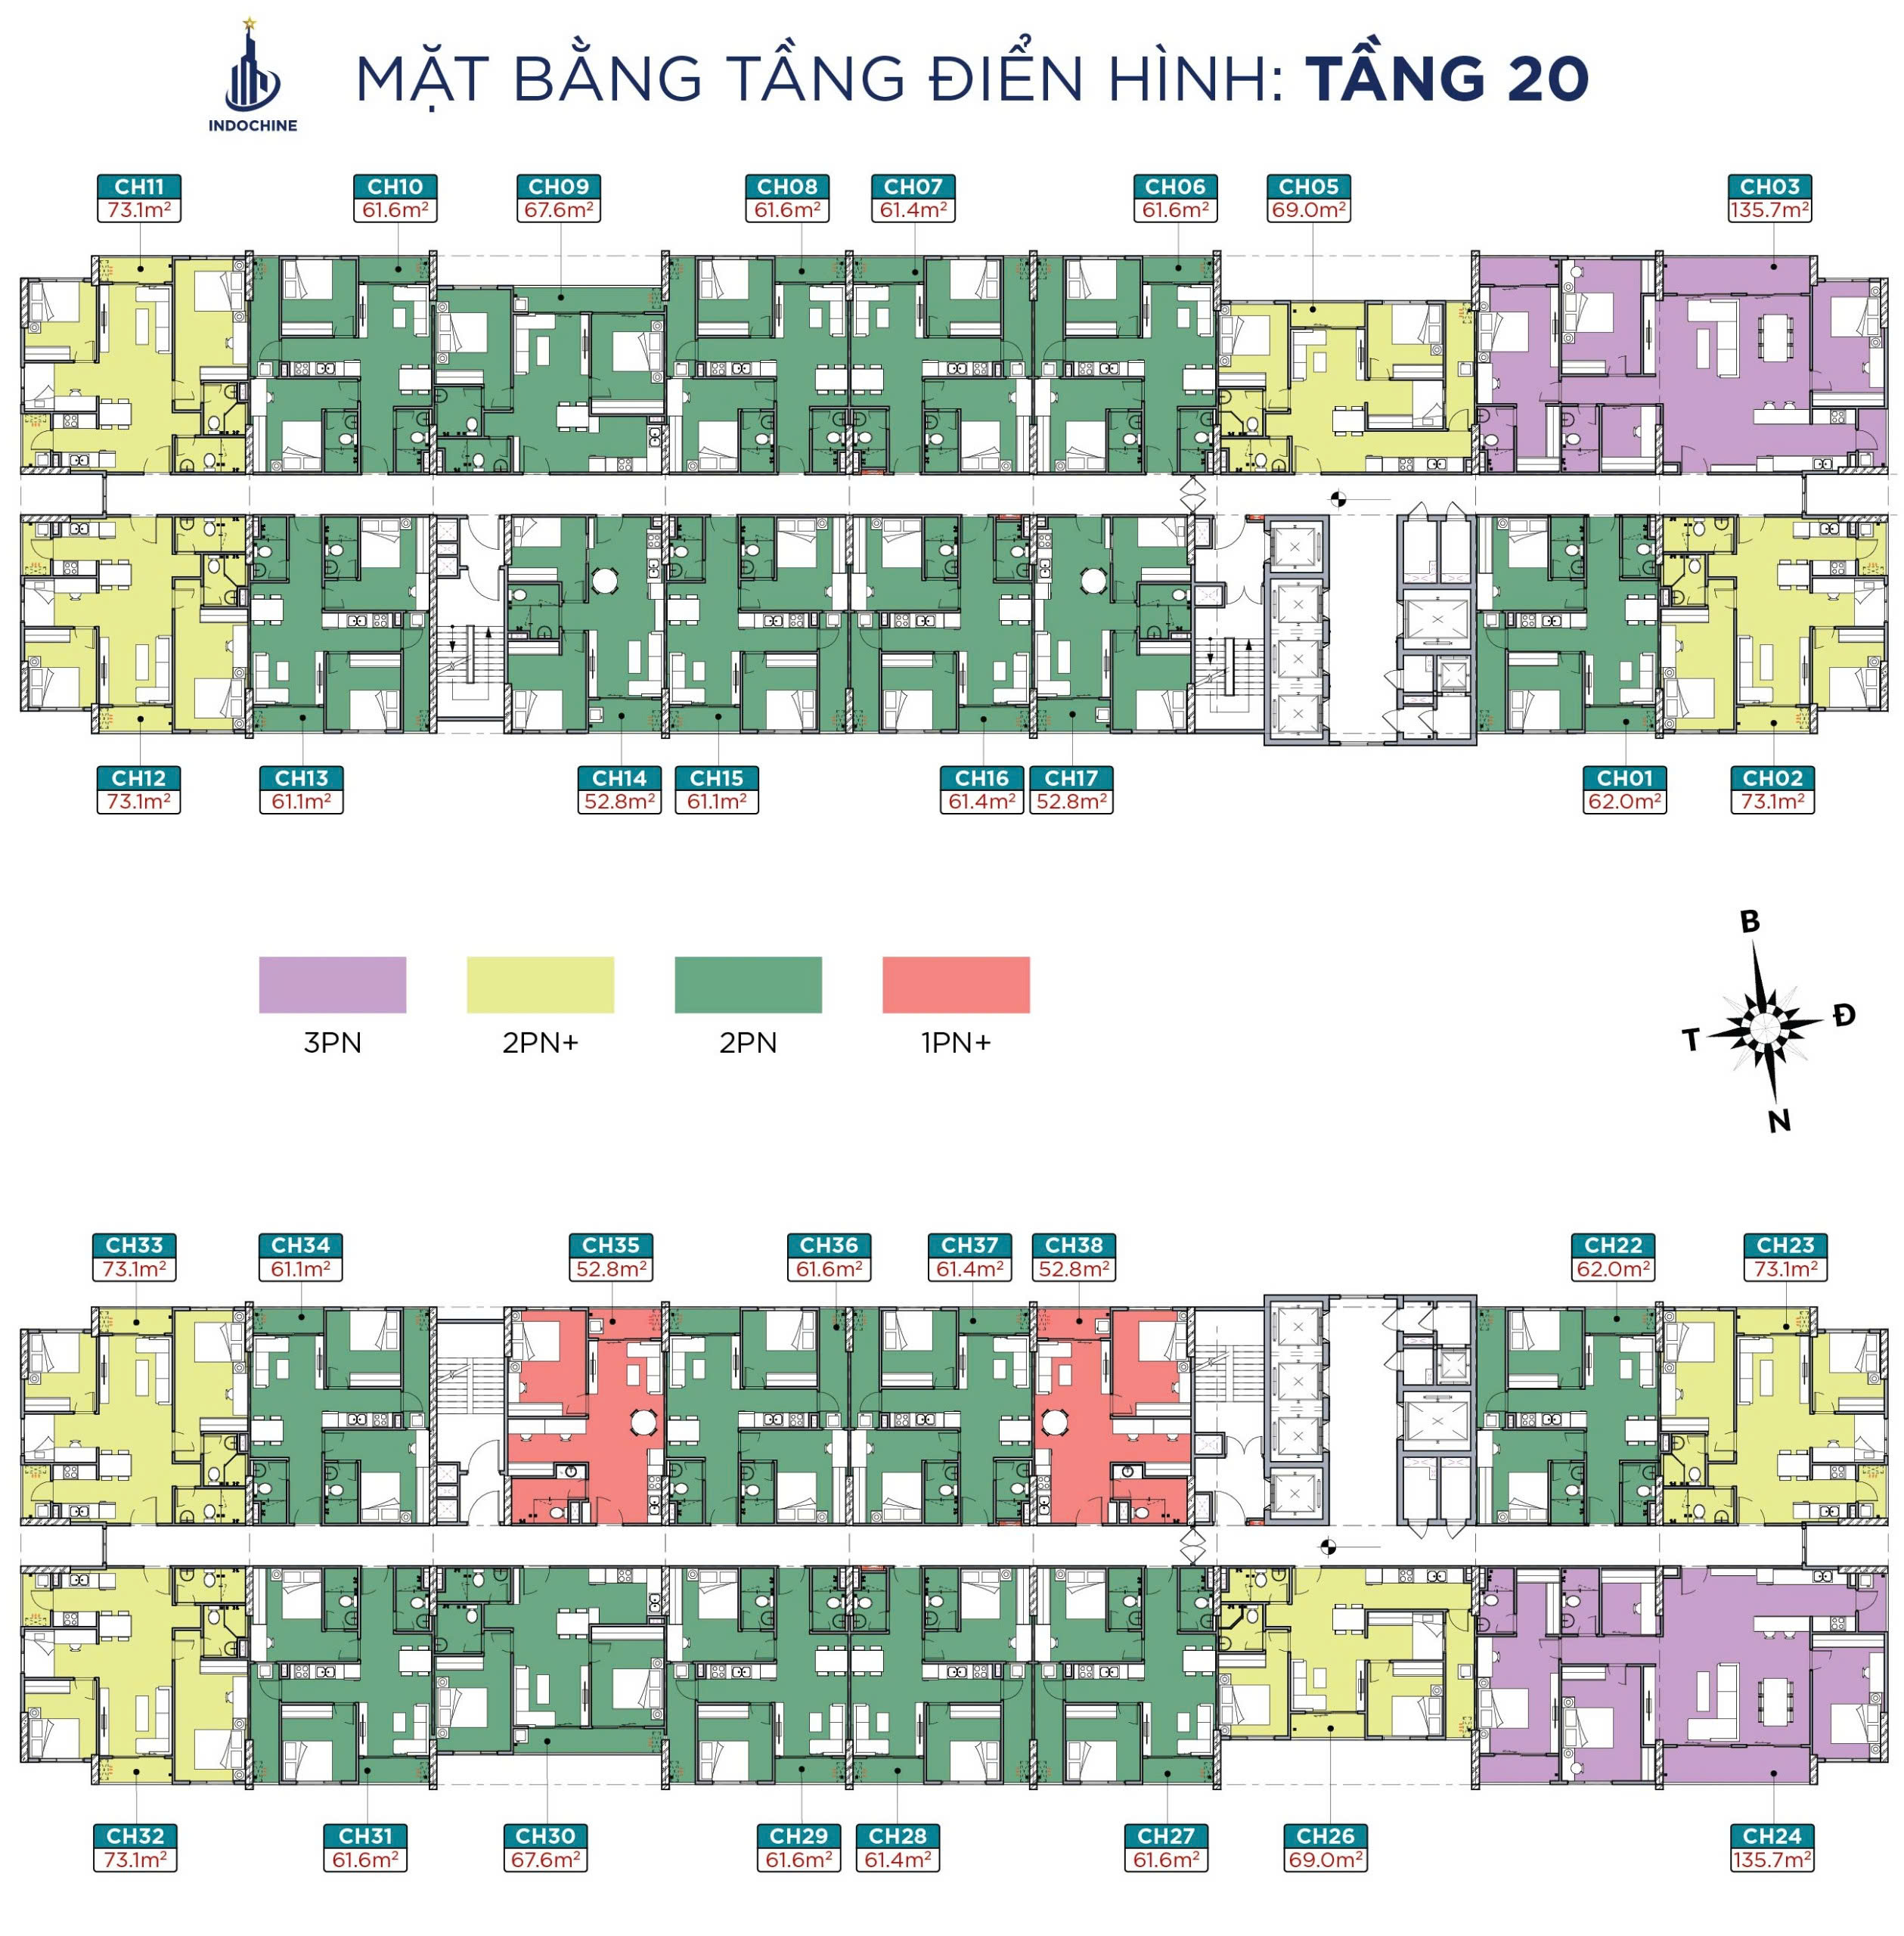 INDOCHINE
MẶT BẰNG TẦNG ĐIỂN HÌNH: TẦNG 20
CH11
73.1m²
CH10
61.6m²
CH09
67.6m²
CH08
61.6m²
CH07
61.4m²
CH06
61.6m²
CH05
69.0m²
CH03
135.7m²
CH12
73.1m²
CH13
61.1m²
CH14
52.8m²
CH15
61.1m²
CH16
61.4m²
CH17
52.8m²
CH01
62.0m²
CH02
73.1m²
3PN
2PN+
2PN
1PN+
B
Đ
T
N
CH33
73.1m²
CH34
61.1m²
CH35
52.8m²
CH36
61.6m²
CH37
61.4m²
CH38
52.8m²
CH22
62.0m²
CH23
73.1m²
CH32
73.1m²
CH31
61.6m²
CH30
67.6m²
CH29
61.6m²
CH28
61.4m²
CH27
61.6m²
CH26
69.0m²
CH24
135.7m²